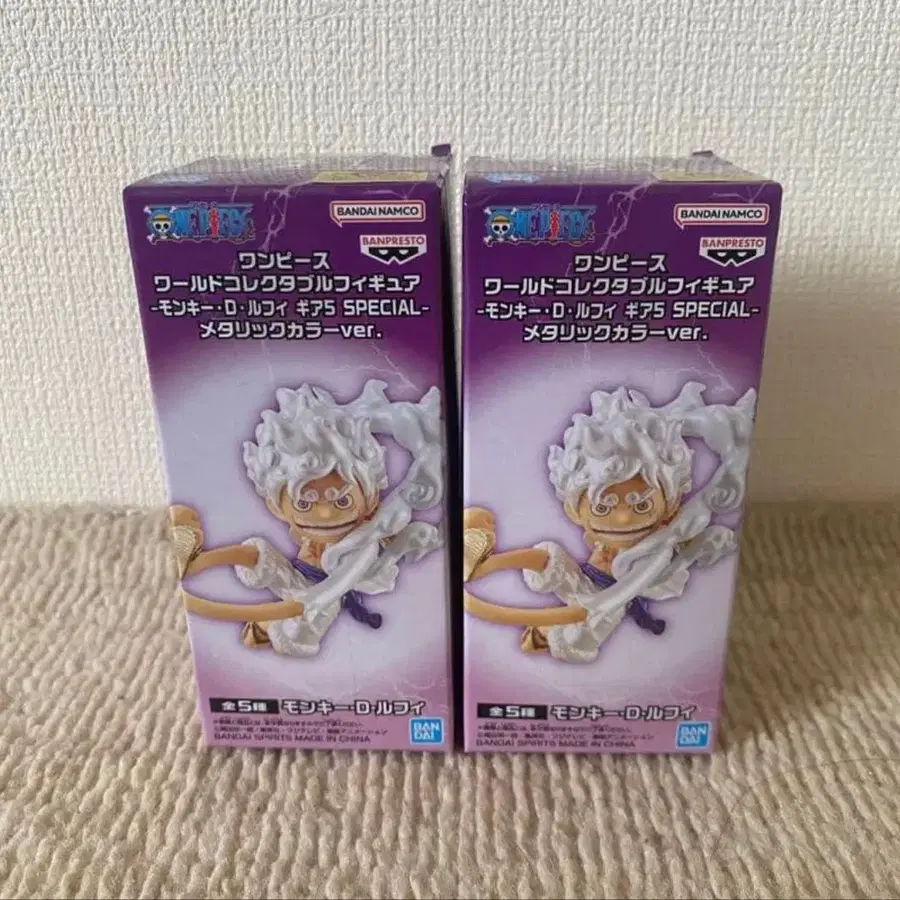 ONE PIECE
BANDAI NAMCO
BANPRESTO
ワンピース
ワールドコレクタブルフィギュア
-モンキー・D・ルフィ ギア5 SPECIAL-
メタリックカラーver.
全5種 モンキー・D・ルフィ
BANDAI SPIRITS MADE IN CHINA
BAN
DAI
ONE PIECE
BANDAI NAMCO
BANPRESTO
ワンピース
ワールドコレクタブルフィギュア
-モンキー・D・ルフィ ギア5 SPECIAL-
メタリックカラーver.
全5種 モンキー・D・ルフィ
BANDAI SPIRITS MADE IN CHINA
BAN
DAI